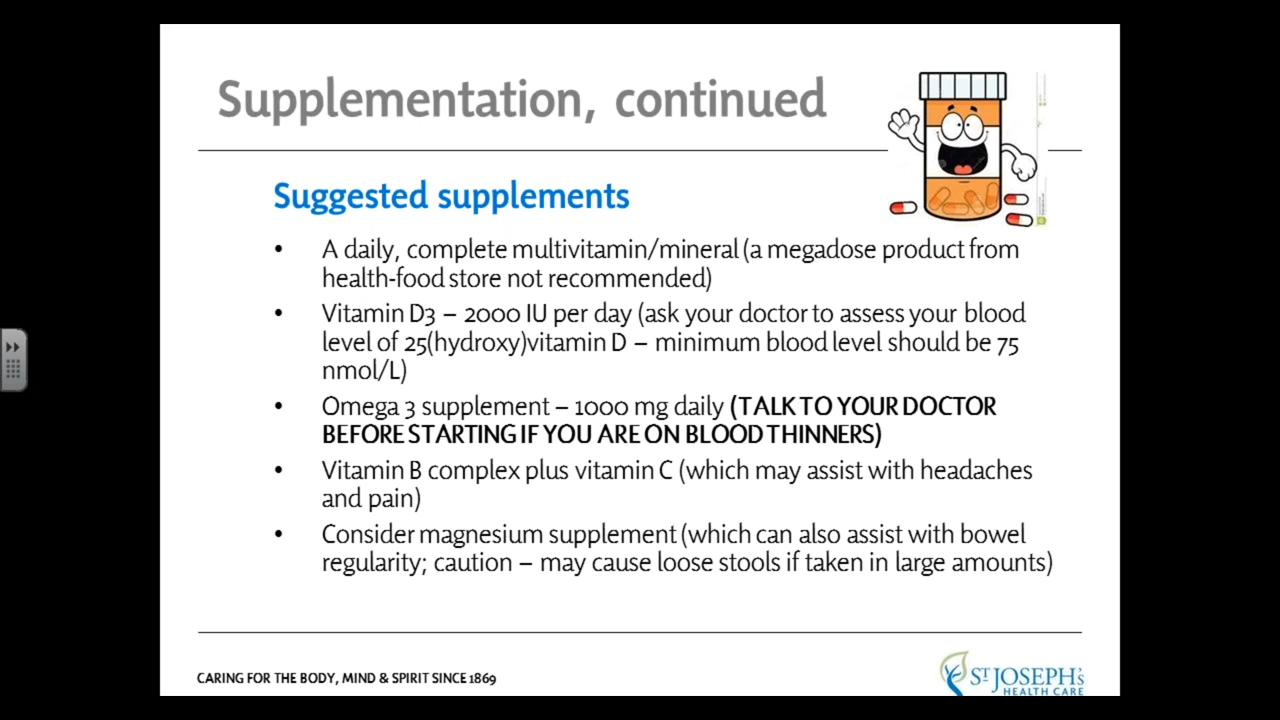 Supplementation, continued
Suggested supplements
• A daily, complete multivitamin/mineral (a megadose product from
health-food store not recommended)
• Vitamin D3 – 2000 IU per day (ask your doctor to assess your blood
level of 25(hydroxy)vitamin D – minimum blood level should be 75
nmol/L)
• Omega 3 supplement – 1000 mg daily (TALK TO YOUR DOCTOR
BEFORE STARTING IF YOU ARE ON BLOOD THINNERS)
• Vitamin B complex plus vitamin C (which may assist with headaches
and pain)
• Consider magnesium supplement (which can also assist with bowel
regularity; caution – may cause loose stools if taken in large amounts)
CARING FOR THE BODY, MIND & SPIRIT SINCE 1869
ST JOSEPH'S
HEALTH CARE